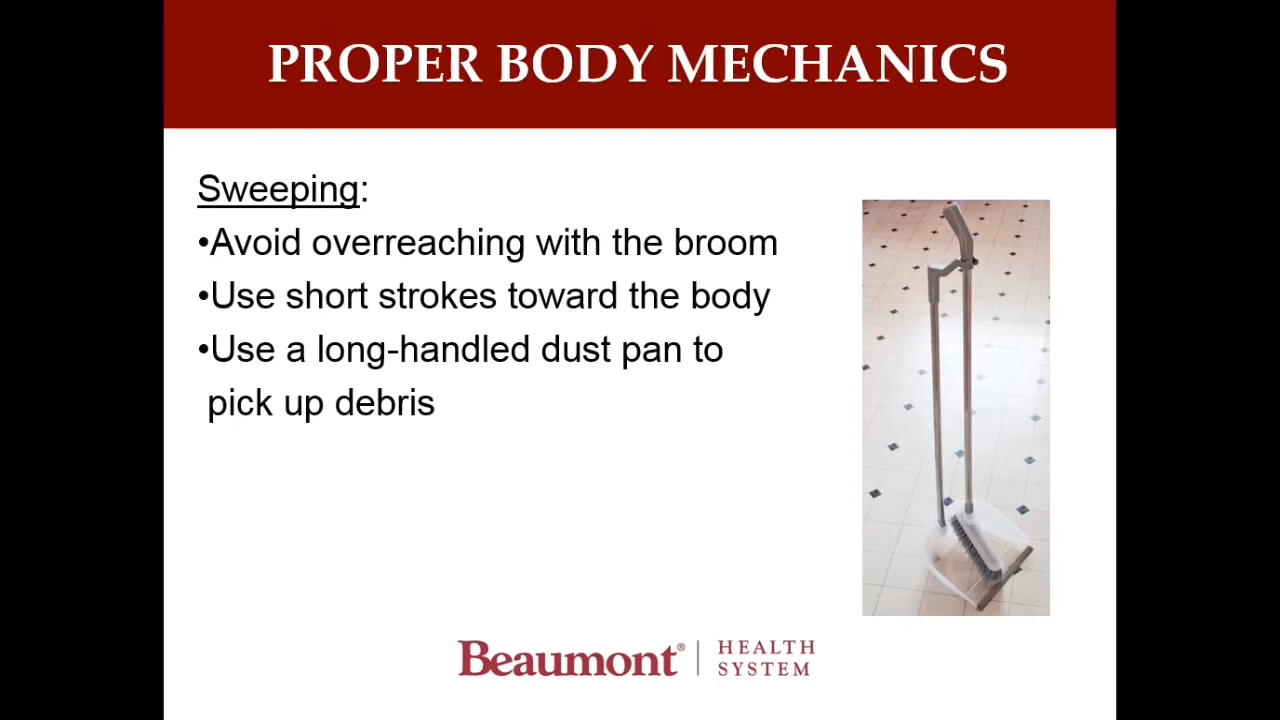 PROPER BODY MECHANICS
Sweeping:
•Avoid overreaching with the broom
•Use short strokes toward the body
•Use a long-handled dust pan to
pick up debris
Beaumont® | HEALTH
SYSTEM